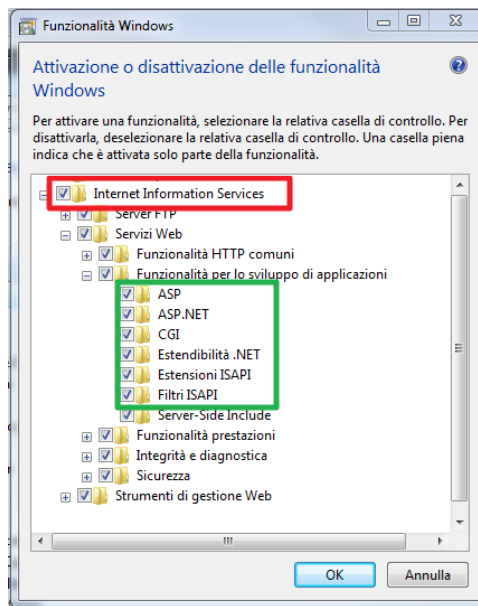 Funzionalità Windows
Attivazione o disattivazione delle funzionalità
Windows
Per attivare una funzionalità, selezionare la relativa casella di controllo. Per
disattivarla, deselezionare la relativa casella di controllo. Una casella piena
indica che è attivata solo parte della funzionalità.
Internet Information Services
Server FTP
Servizi Web
Funzionalità HTTP comuni
Funzionalità per lo sviluppo di applicazioni
ASP
ASP.NET
CGI
Estendibilità .NET
Estensioni ISAPI
Filtri ISAPI
Server-Side Include
Funzionalità prestazioni
Integrità e diagnostica
Sicurezza
Strumenti di gestione Web
OK Annulla